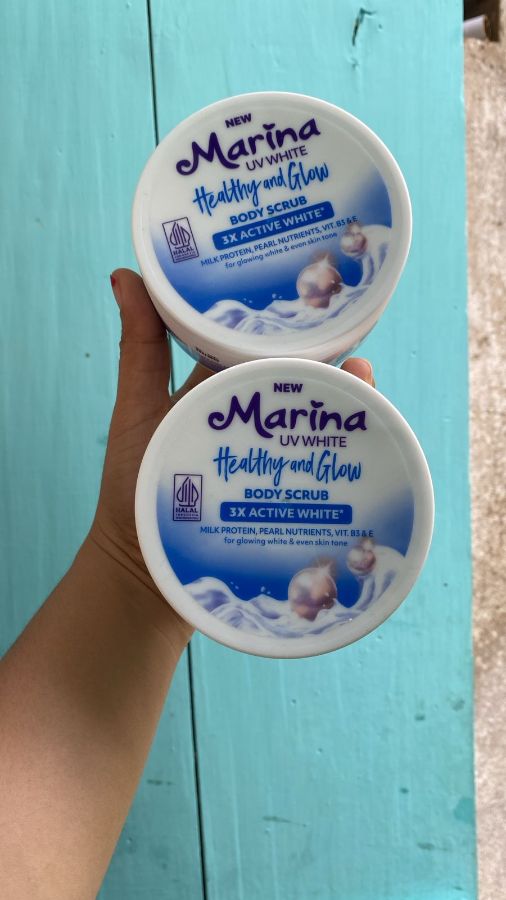 NEW
Marina
UV WHITE
Healthy and Glow
BODY SCRUB
3X ACTIVE WHITE*
MILK PROTEIN, PEARL NUTRIENTS, VIT. B3 & E
for glowing white & even skin tone
HALAL
INDONESIA
NEW
Marina
UV WHITE
Healthy and Glow
BODY SCRUB
3X ACTIVE WHITE*
MILK PROTEIN, PEARL NUTRIENTS, VIT. B3 & E
for glowing white & even skin tone
HALAL
INDONESIA